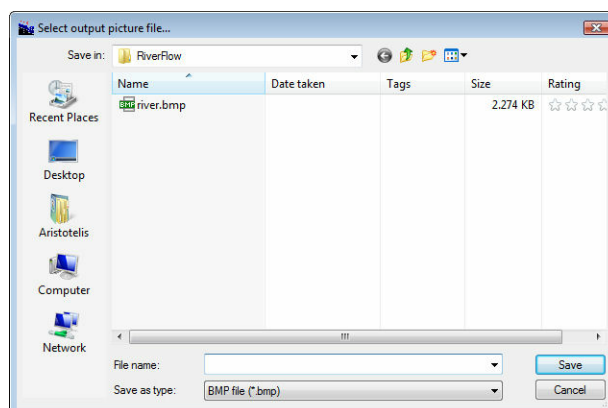 Select output picture file...
Save in: RiverFlow
Name Date taken Tags Size Rating
BMP river.bmp 2.274 KB
Recent Places
Desktop
Aristotelis
Computer
Network
File name: Save
Save as type: BMP file (*.bmp) Cancel